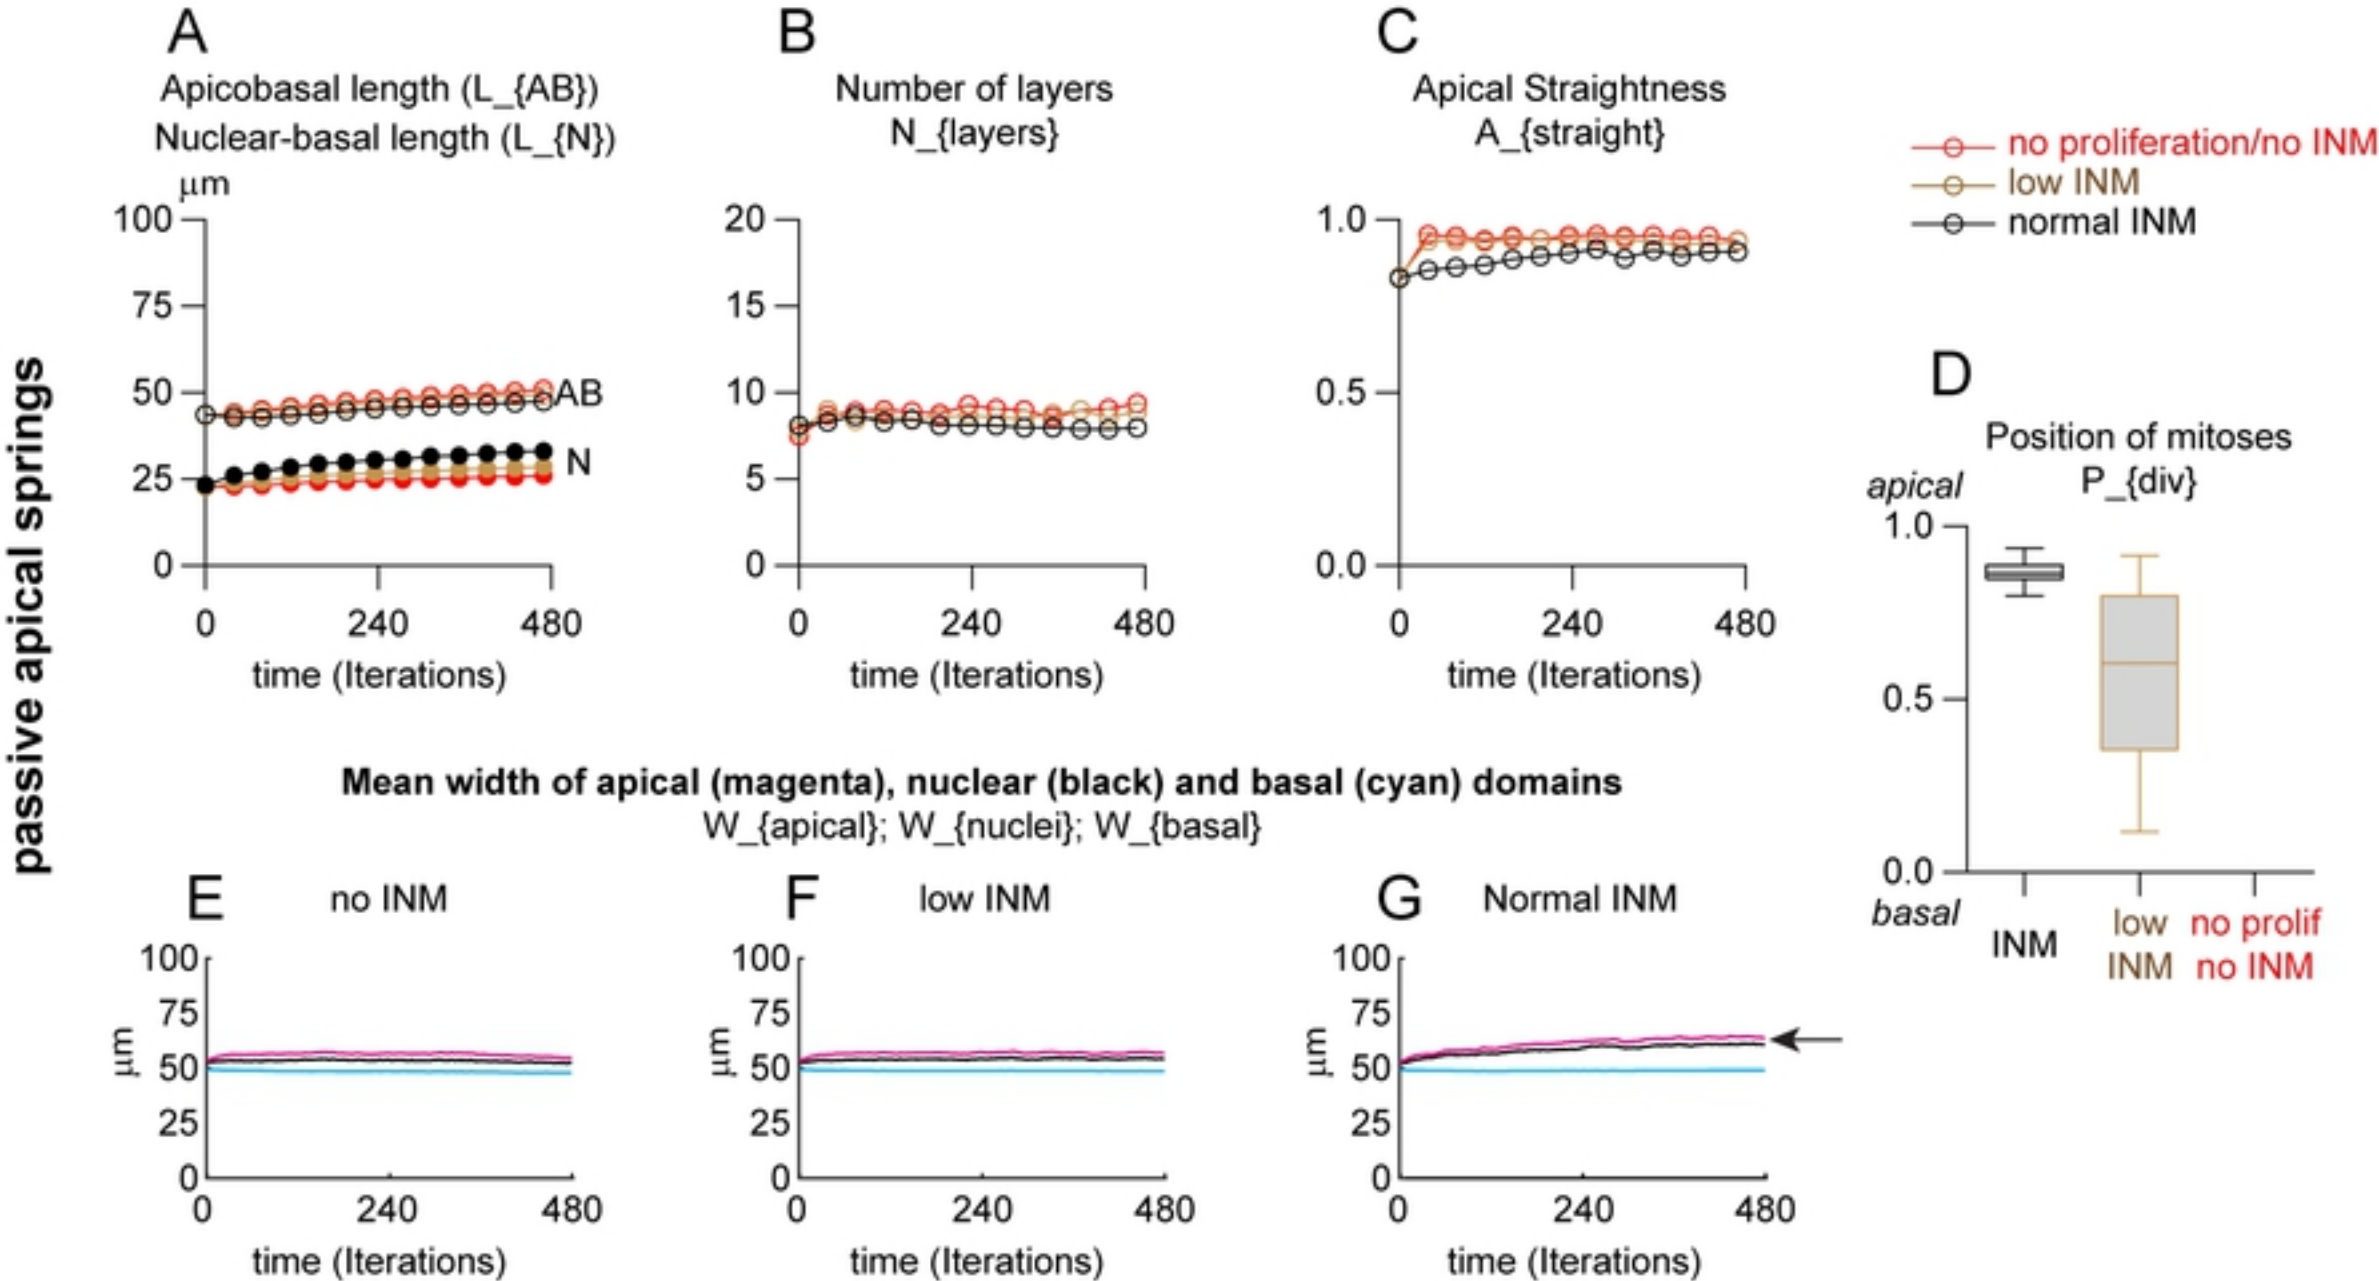 passive apical springs
A
Apicobasal length (L_{AB})
Nuclear-basal length (L_{N})
μm
100
75
50
25
0
AB
N
0 240 480
time (Iterations)
B
Number of layers
N_{layers}
20
15
10
5
0
0 240 480
time (Iterations)
C
Apical Straightness
A_{straight}
1.0
0.5
0.0
0 240 480
time (Iterations)
no proliferation/no INM
low INM
normal INM
D
Position of mitoses
P_{div}
apical
1.0
0.5
0.0
basal
INM
low
INM
no prolif
no INM
Mean width of apical (magenta), nuclear (black) and basal (cyan) domains
W_{apical}; W_{nuclei}; W_{basal}
E
no INM
μm
100
75
50
25
0
0 240 480
time (Iterations)
F
low INM
μm
100
75
50
25
0
0 240 480
time (Iterations)
G
Normal INM
μm
100
75
50
25
0
0 240 480
time (Iterations)